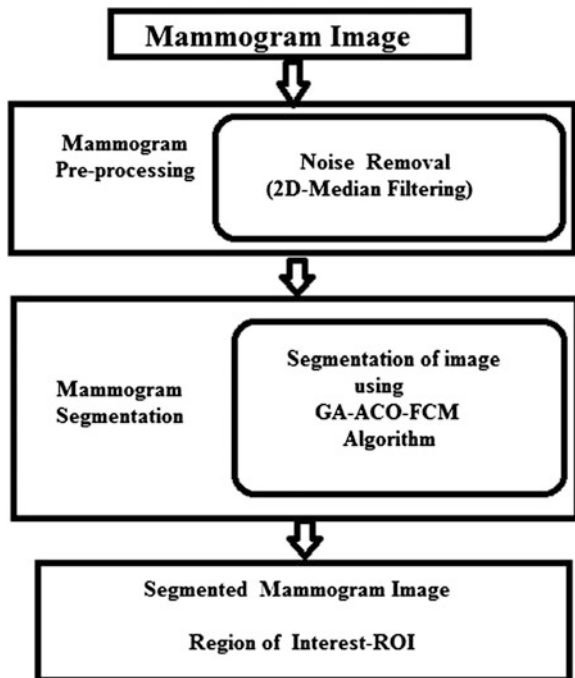 Mammogram Image
Mammogram
Pre-processing
Noise Removal
(2D-Median Filtering)
Mammogram
Segmentation
Segmentation of image
using
GA-ACO-FCM
Algorithm
Segmented Mammogram Image
Region of Interest-ROI